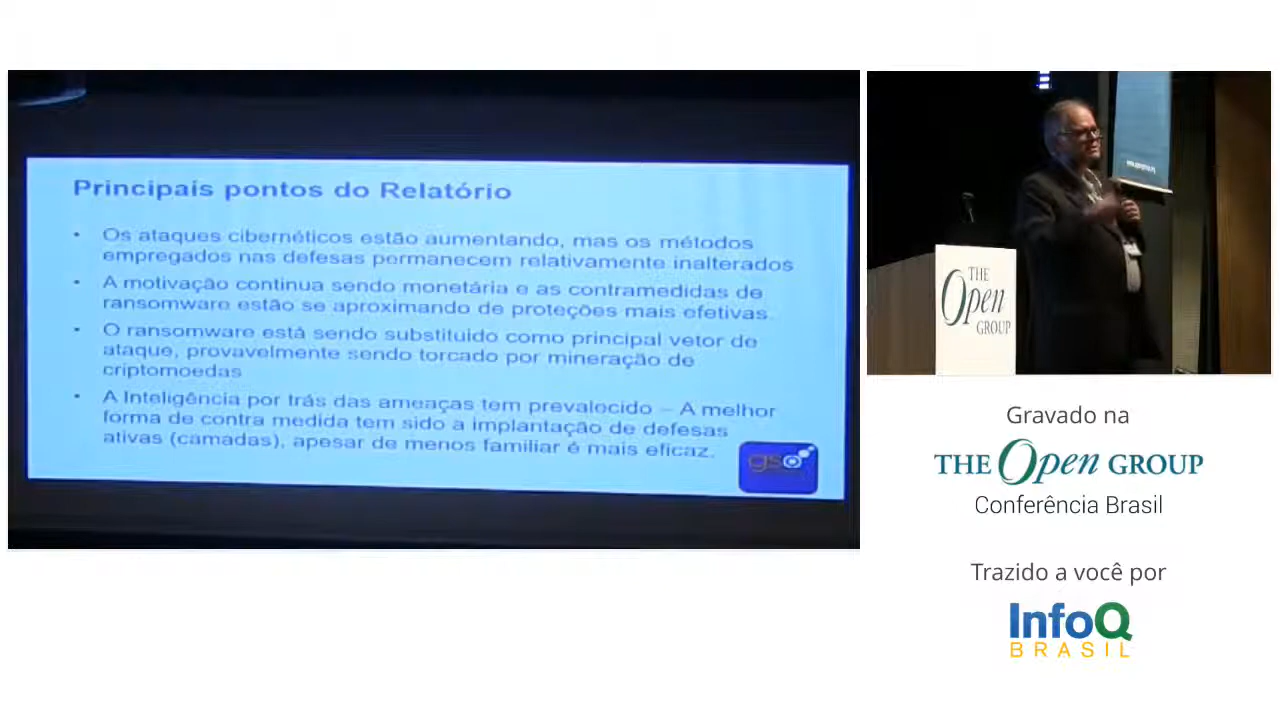 Principais pontos do Relatório
• Os ataques cibernéticos estão aumentando, mas os métodos
empregados nas defesas permanecem relativamente inalterados
• A motivação continua sendo monetária e as contramedidas de
ransomware estão se aproximando de proteções mais efetivas.
• O ransomware está sendo substituido como principal vetor de
ataque, provavelmente sendo torcado por mineração de
criptomoedas
• A Inteligência por trás das ameaças tem prevalecido – A melhor
forma de contra medida tem sido a implantação de defesas
ativas (camadas), apesar de menos familiar é mais eficaz.
gso
THE
Open
GROUP
Gravado na
THE Open GROUP
Conferência Brasil
Trazido a você por
InfoQ
BRASIL